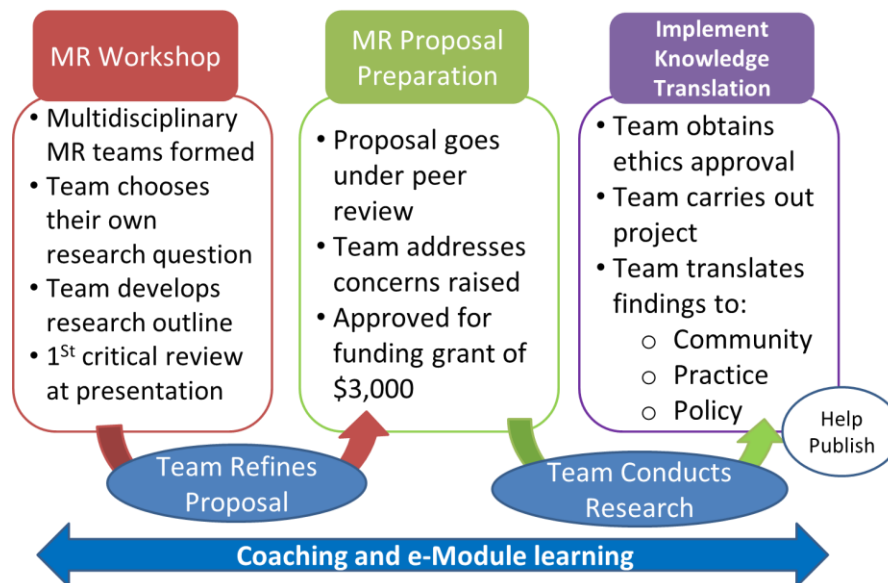 MR Workshop
• Multidisciplinary
MR teams formed
• Team chooses
their own
research question
• Team develops
research outline
• 1St critical review
at presentation
MR Proposal
Preparation
• Proposal goes
under peer
review
• Team addresses
concerns raised
• Approved for
funding grant of
$3,000
Implement
Knowledge
Translation
• Team obtains
ethics approval
• Team carries out
project
• Team translates
findings to:
o Community
o Practice
o Policy
Help
Publish
Team Refines
Proposal
Team Conducts
Research
Coaching and e-Module learning